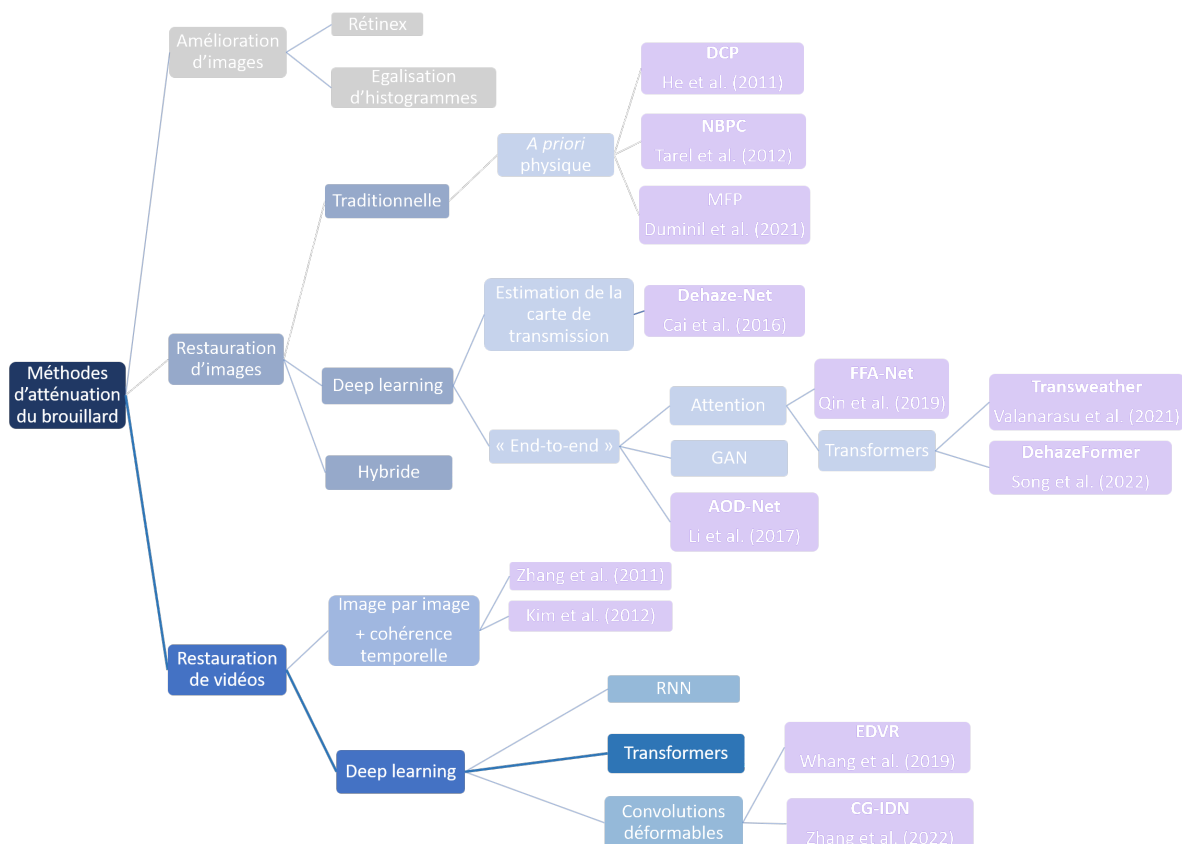 Méthodes
d’atténuation
du brouillard
Amélioration
d’images
Rétinex
Egalisation
d’histogrammes
Restauration
d’images
Traditionnelle
A priori
physique
DCP
He et al. (2011)
NBPC
Tarel et al. (2012)
MFP
Duminil et al. (2021)
Deep learning
Estimation de la
carte de
transmission
Dehaze-Net
Cai et al. (2016)
« End-to-end »
Attention
FFA-Net
Qin et al. (2019)
Transformers
Transweather
Valanarasu et al. (2021)
DehazeFormer
Song et al. (2022)
GAN
AOD-Net
Li et al. (2017)
Hybride
Restauration
de vidéos
Image par image
+ cohérence
temporelle
Zhang et al. (2011)
Kim et al. (2012)
Deep learning
RNN
Transformers
Convolutions
déformables
EDVR
Whang et al. (2019)
CG-IDN
Zhang et al. (2022)